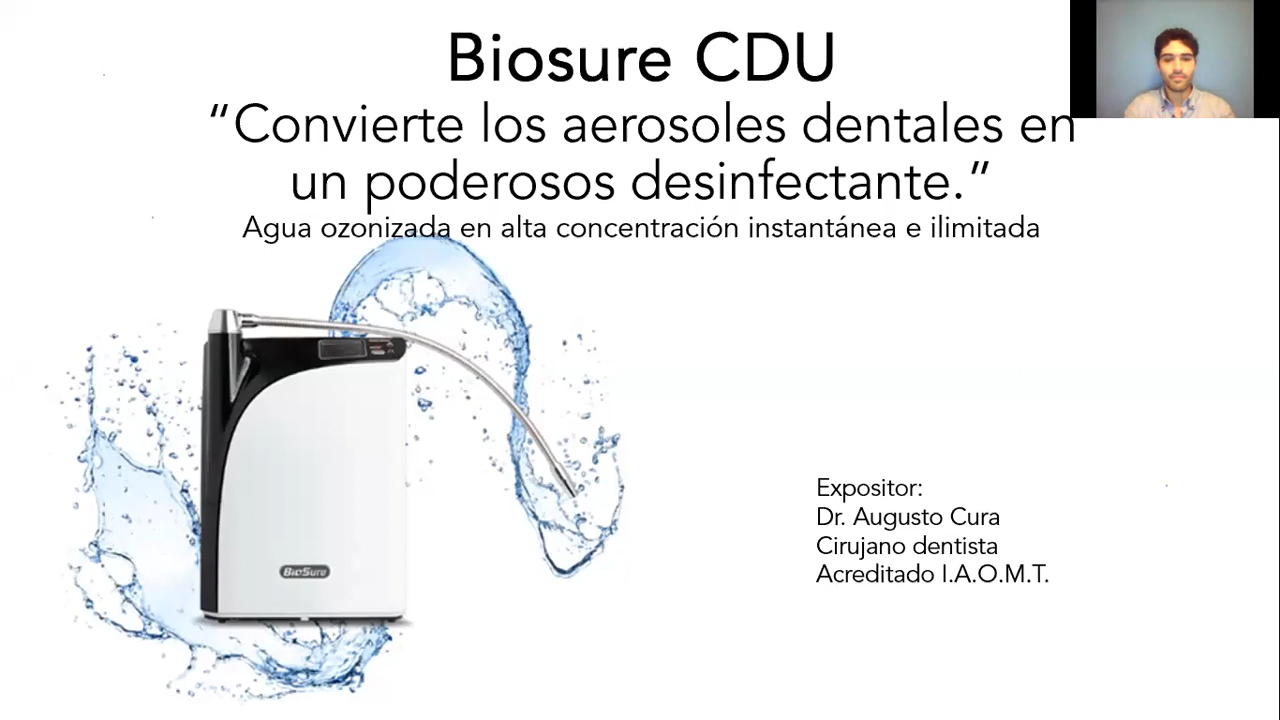 Biosure CDU
“Convierte los aerosoles dentales en
un poderosos desinfectante.”
Agua ozonizada en alta concentración instantánea e ilimitada
BioSure
Expositor:
Dr. Augusto Cura
Cirujano dentista
Acreditado I.A.O.M.T.